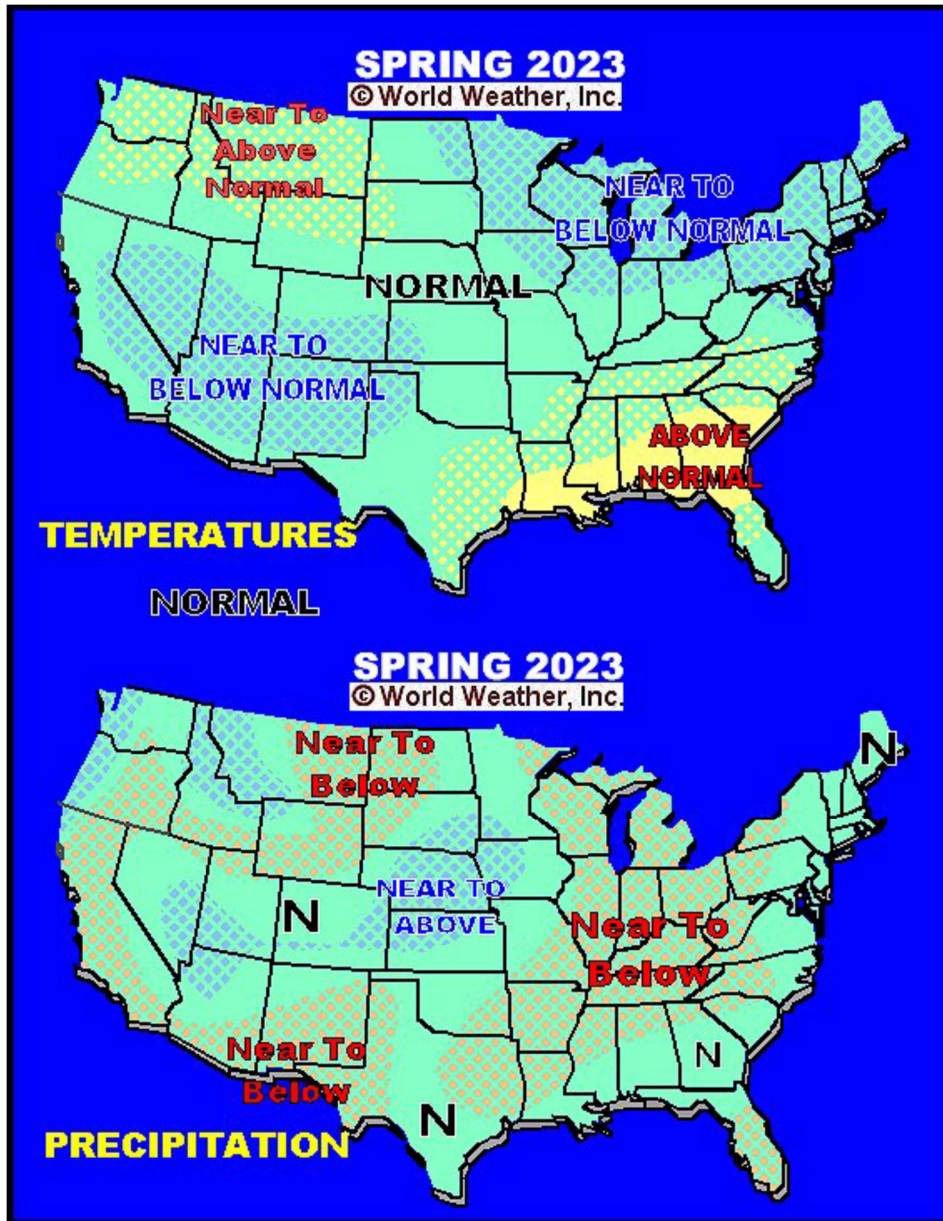 SPRING 2023
© World Weather, Inc.
Near To
Above
Normal
NEAR TO
BELOW NORMAL
NORMAL
NEAR TO
BELOW NORMAL
ABOVE
NORMAL
TEMPERATURES
NORMAL
SPRING 2023
© World Weather, Inc.
Near To
Below
N
NEAR TO
ABOVE
N
Near To
Below
Near To
Below
N
N
PRECIPITATION